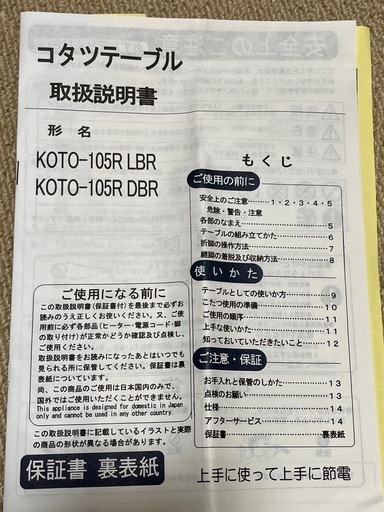 コタツテーブル
取扱説明書
形 名
KOTO-105R LBR
KOTO-105R DBR
もくじ
ご使用の前に
安全上のご注意……1・2・3・4・5
危険・警告・注意
各部のなまえ……5
テーブルの組み立てかた……6
折脚の操作方法……7
継脚の着脱及び収納方法……8
使いかた
テーブルとしての使い方……9
こたつ使用の準備……10
ご使用の順序……11
上手な使いかた……11
知っておいていただきたいこと……12
ご注意・保証
お手入れと保管のしかた……13
点検のお願い……13
仕様……14
アフターサービス……14
保証書……裏表紙
ご使用になる前に
この取扱説明書(保証書付)を最後まで必ずお
読みのうえ正しくお使いください。又、ご使
用前に必ず各部品(ヒーター・電源コード・脚
の取り付け)が正常かどうか確認及び点検し、
ご使用ください。
取扱説明書をお読みになったあとはいつでも
見られる所に保管してください。保証書は裏
表紙についています。
尚、この商品のご使用は日本国内のみで、
国外ではご使用いただくことができません。
This appliance is designed for domestic in Japan
only and cannot be used in any other country.
この取扱説明書に記載しているイラストと実際
の商品の形状が異なる場合があります。
保証書 裏表紙
上手に使って上手に節電